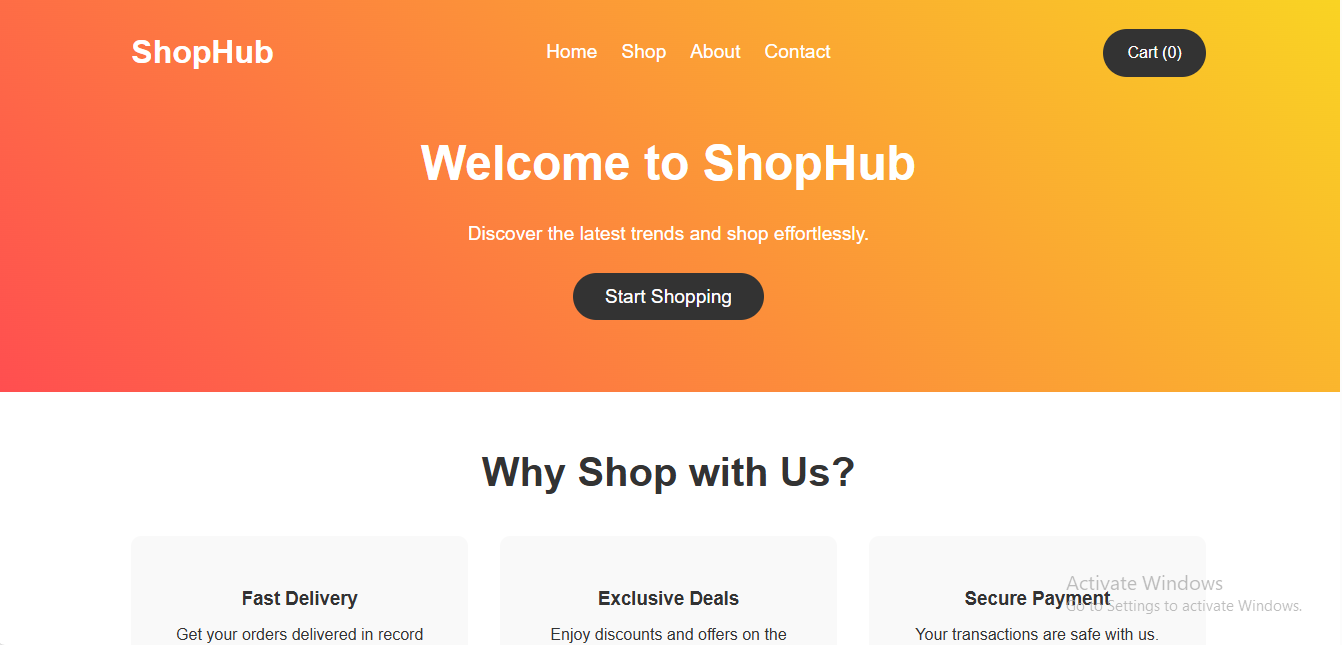 ShopHub
Home Shop About Contact
Cart (0)
Welcome to ShopHub
Discover the latest trends and shop effortlessly.
Start Shopping
Why Shop with Us?
Fast Delivery
Get your orders delivered in record
Exclusive Deals
Enjoy discounts and offers on the
Secure Payment
Your transactions are safe with us.
Activate Windows
Go to Settings to activate Windows.